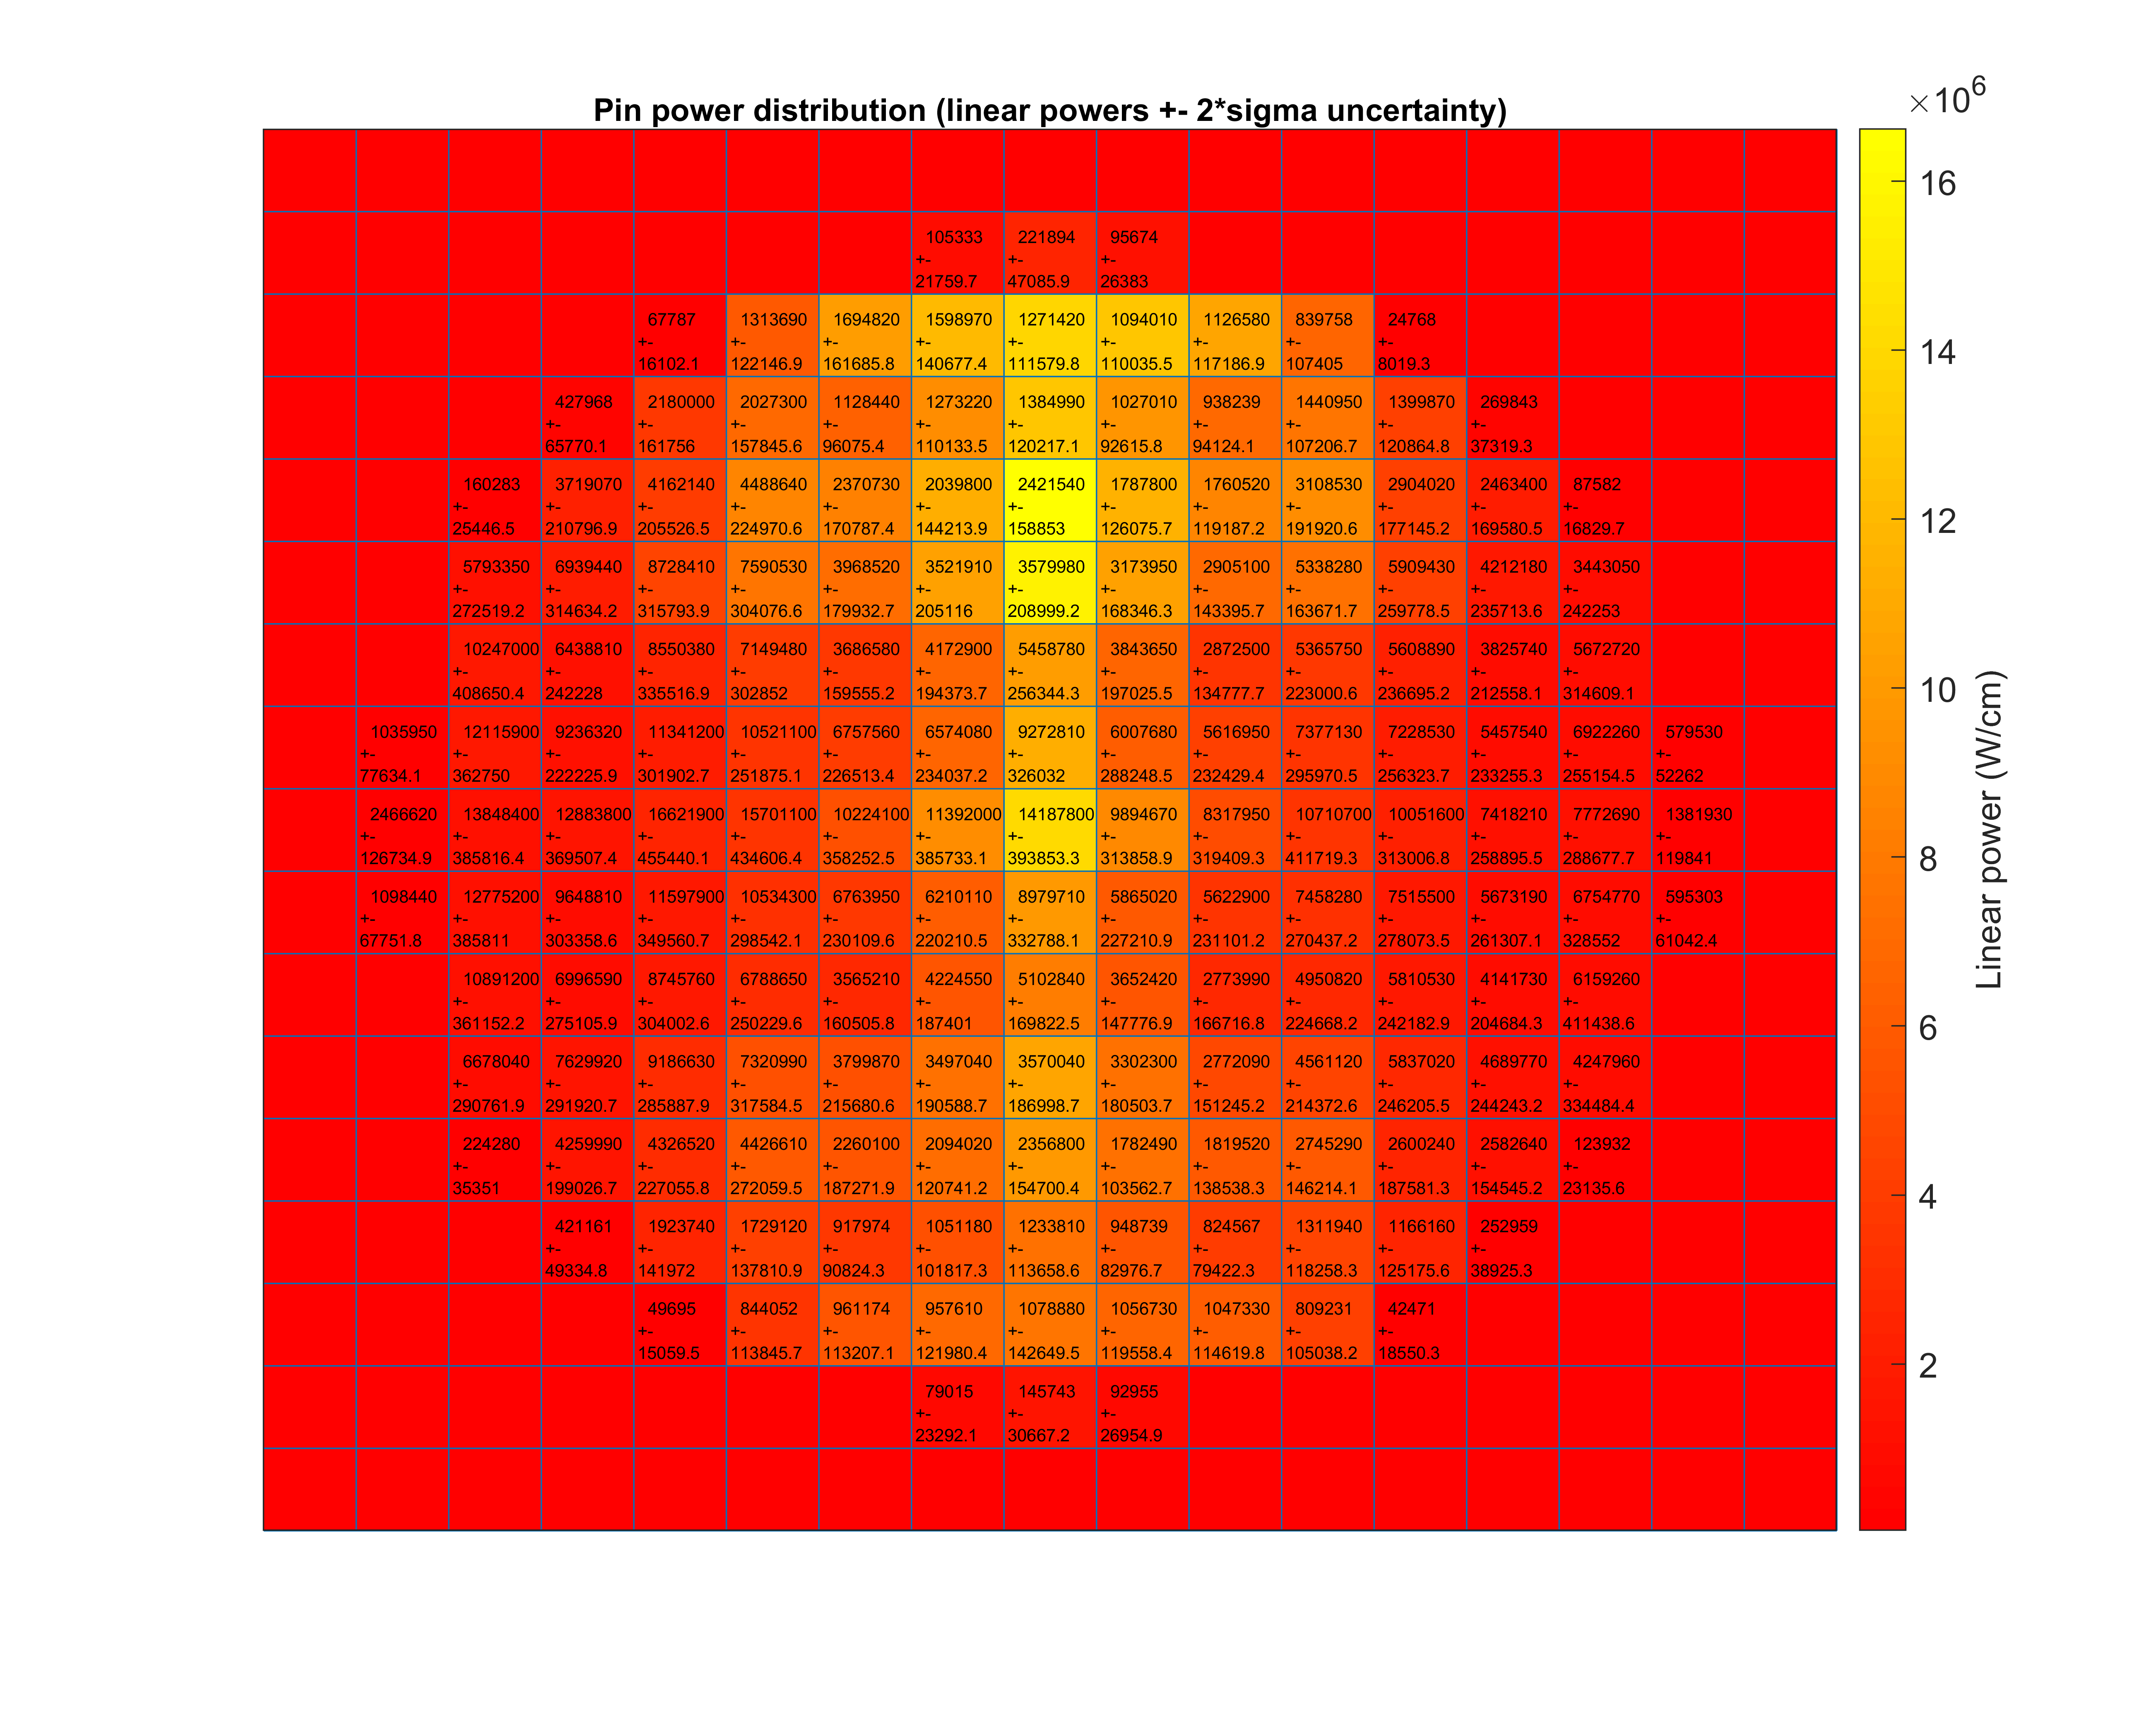 Pin power distribution (linear powers +- 2*sigma uncertainty)
×10^6
105333 221894 95674
+- +- +-
21759.7 47085.9 26383
67787 1313690 1694820 1598970 1271420 1094010 1126580 839758 24768
+- +- +- +- +- +- +- +- +-
16102.1 122146.9 161685.8 140677.4 111579.8 110035.5 117186.9 107405 8019.3
427968 2180000 2027300 1128440 1273220 1384990 1027010 938239 1440950 1399870 269843
+- +- +- +- +- +- +- +- +- +- +-
65770.1 161756 157845.6 96075.4 110133.5 120217.1 92615.8 94124.1 107206.7 120864.8 37319.3
160283 3719070 4162140 4488640 2370730 2039800 2421540 1787800 1760520 3108530 2904020 2463400 87582
+- +- +- +- +- +- +- +- +- +- +- +- +-
25446.5 210796.9 205526.5 224970.6 170787.4 144213.9 158853 126075.7 119187.2 191920.6 177145.2 169580.5 16829.7
5793350 6939440 8728410 7590530 3968520 3521910 3579980 3173950 2905100 5338280 5909430 4212180 3443050
+- +- +- +- +- +- +- +- +- +- +- +- +-
272519.2 314634.2 315793.9 304076.6 179932.7 205116 208999.2 168346.3 143395.7 163671.7 259778.5 235713.6 242253
10247000 6438810 8550380 7149480 3686580 4172900 5458780 3843650 2872500 5365750 5608890 3825740 5672720
+- +- +- +- +- +- +- +- +- +- +- +- +-
408650.4 242228 335516.9 302852 159555.2 194373.7 256344.3 197025.5 134777.7 223000.6 236695.2 212558.1 314609.1
1035950 12115900 9236320 11341200 10521100 6757560 6574080 9272810 6007680 5616950 7377130 7228530 5457540 6922260 579530
+- +- +- +- +- +- +- +- +- +- +- +- +- +- +-
77634.1 362750 222225.9 301902.7 251875.1 226513.4 234037.2 326032 288248.5 232429.4 295970.5 256323.7 233255.3 255154.5 52262
2466620 13848400 12883800 16621900 15701100 10224100 11392000 14187800 9894670 8317950 10710700 10051600 7418210 7772690 1381930
+- +- +- +- +- +- +- +- +- +- +- +- +- +- +-
126734.9 385816.4 369507.4 455440.1 434606.4 358252.5 385733.1 393853.3 313858.9 319409.3 411719.3 313006.8 258895.5 288677.7 119841
1098440 12775200 9648810 11597900 10534300 6763950 6210110 8979710 5865020 5622900 7458280 7515500 5673190 6754770 595303
+- +- +- +- +- +- +- +- +- +- +- +- +- +- +-
67751.8 385811 303358.6 349560.7 298542.1 230109.6 220210.5 332788.1 227210.9 231101.2 270437.2 278073.5 261307.1 328552 61042.4
10891200 6996590 8745760 6788650 3565210 4224550 5102840 3652420 2773990 4950820 5810530 4141730 6159260
+- +- +- +- +- +- +- +- +- +- +- +- +-
361152.2 275105.9 304002.6 250229.6 160505.8 187401 169822.5 147776.9 166716.8 224668.2 242182.9 204684.3 411438.6
6678040 7629920 9186630 7320990 3799870 3497040 3570040 3302300 2772090 4561120 5837020 4689770 4247960
+- +- +- +- +- +- +- +- +- +- +- +- +-
290761.9 291920.7 285887.9 317584.5 215680.6 190588.7 186998.7 180503.7 151245.2 214372.6 246205.5 244243.2 334484.4
224280 4259990 4326520 4426610 2260100 2094020 2356800 1782490 1819520 2745290 2600240 2582640 123932
+- +- +- +- +- +- +- +- +- +- +- +- +-
35351 199026.7 227055.8 272059.5 187271.9 120741.2 154700.4 103562.7 138538.3 146214.1 187581.3 154545.2 23135.6
421161 1923740 1729120 917974 1051180 1233810 948739 824567 1311940 1166160 252959
+- +- +- +- +- +- +- +- +- +- +-
49334.8 141972 137810.9 90824.3 101817.3 113658.6 82976.7 79422.3 118258.3 125175.6 38925.3
49695 844052 961174 957610 1078880 1056730 1047330 809231 42471
+- +- +- +- +- +- +- +- +-
15059.5 113845.7 113207.1 121980.4 142649.5 119558.4 114619.8 105038.2 18550.3
79015 145743 92955
+- +- +-
23292.1 30667.2 26954.9
16
14
12
10
8
6
4
2
Linear power (W/cm)